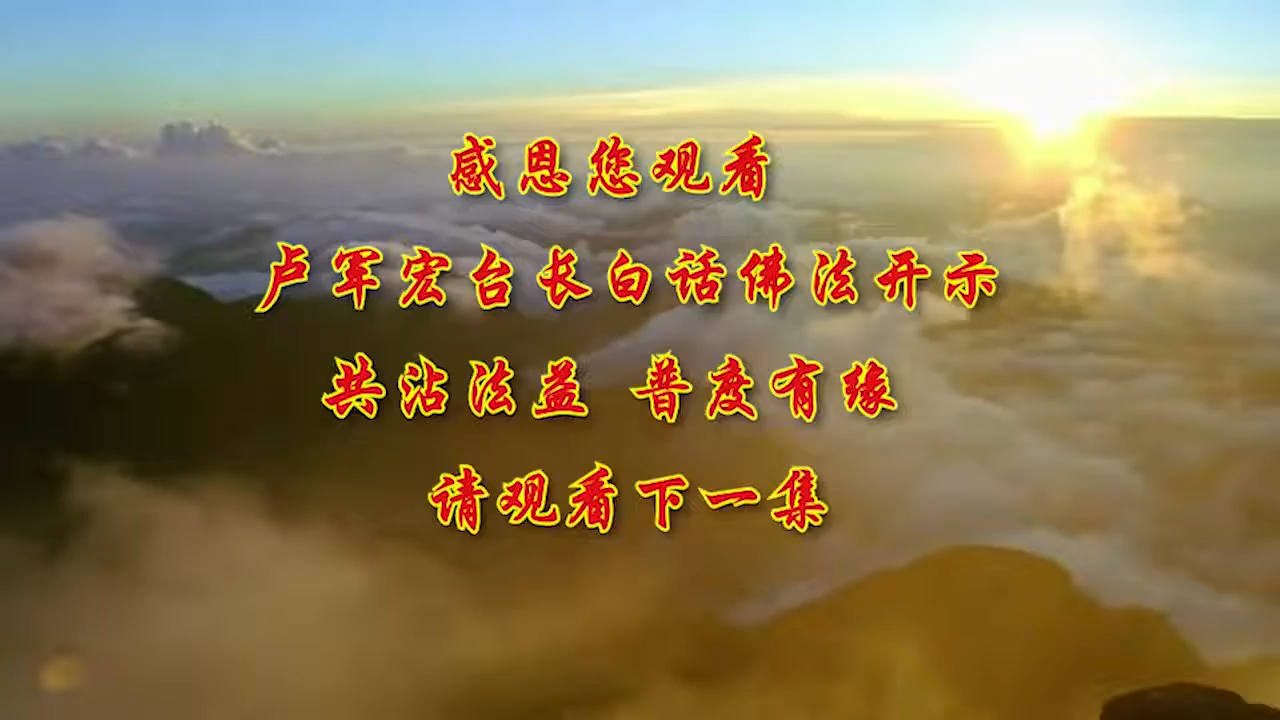 感恩您观看
卢军宏台长白话佛法开示
共沾法益 普度有缘
请观看下一集